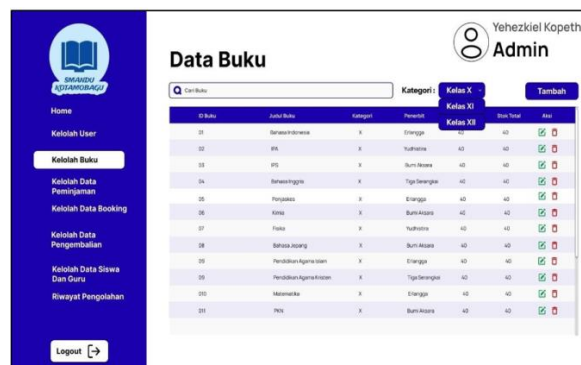 SMANDU
KOTAMOBAGU
Home
Kelolah User
Kelolah Buku
Kelolah Data
Peminjaman
Kelolah Data Booking
Kelolah Data
Pengembalian
Kelolah Data Siswa
Dan Guru
Riwayat Pengolahan
Logout
Yehezkiel Kopeth
Admin
Data Buku
Cari Buku
Kategori : Kelas X
Kelas XI
Kelas XII
Tambah
ID Buku Judul Buku Kategori Penerbit Stok Total Aksi
01 Bahasa Indonesia X Erlangga 40 40
02 IPA X Yudhistira 40 40
03 IPS X Bumi Aksara 40 40
04 Bahasa Inggris X Tiga Serangkai 40 40
05 Penjaskes X Erlangga 40 40
06 Kimia X Bumi Aksara 40 40
07 Fisika X Yudhistira 40 40
08 Bahasa Jepang X Bumi Aksara 40 40
09 Pendidikan Agama Islam X Erlangga 40 40
09 Pendidikan Agama Kristen X Tiga Serangkai 40 40
010 Matematika X Erlangga 40 40
011 PKN X Bumi Aksara 40 40